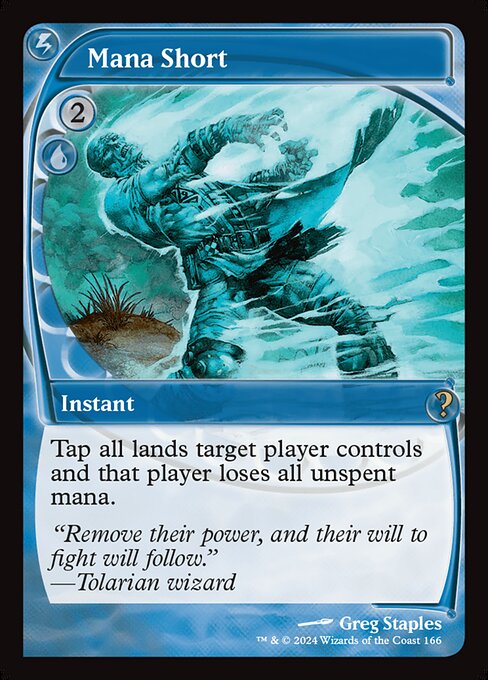 Mana Short
2
Instant
?
Tap all lands target player controls
and that player loses all unspent
mana.
“Remove their power, and their will to
fight will follow.”
—Tolarian wizard
Greg Staples
™ & © 2024 Wizards of the Coast 166